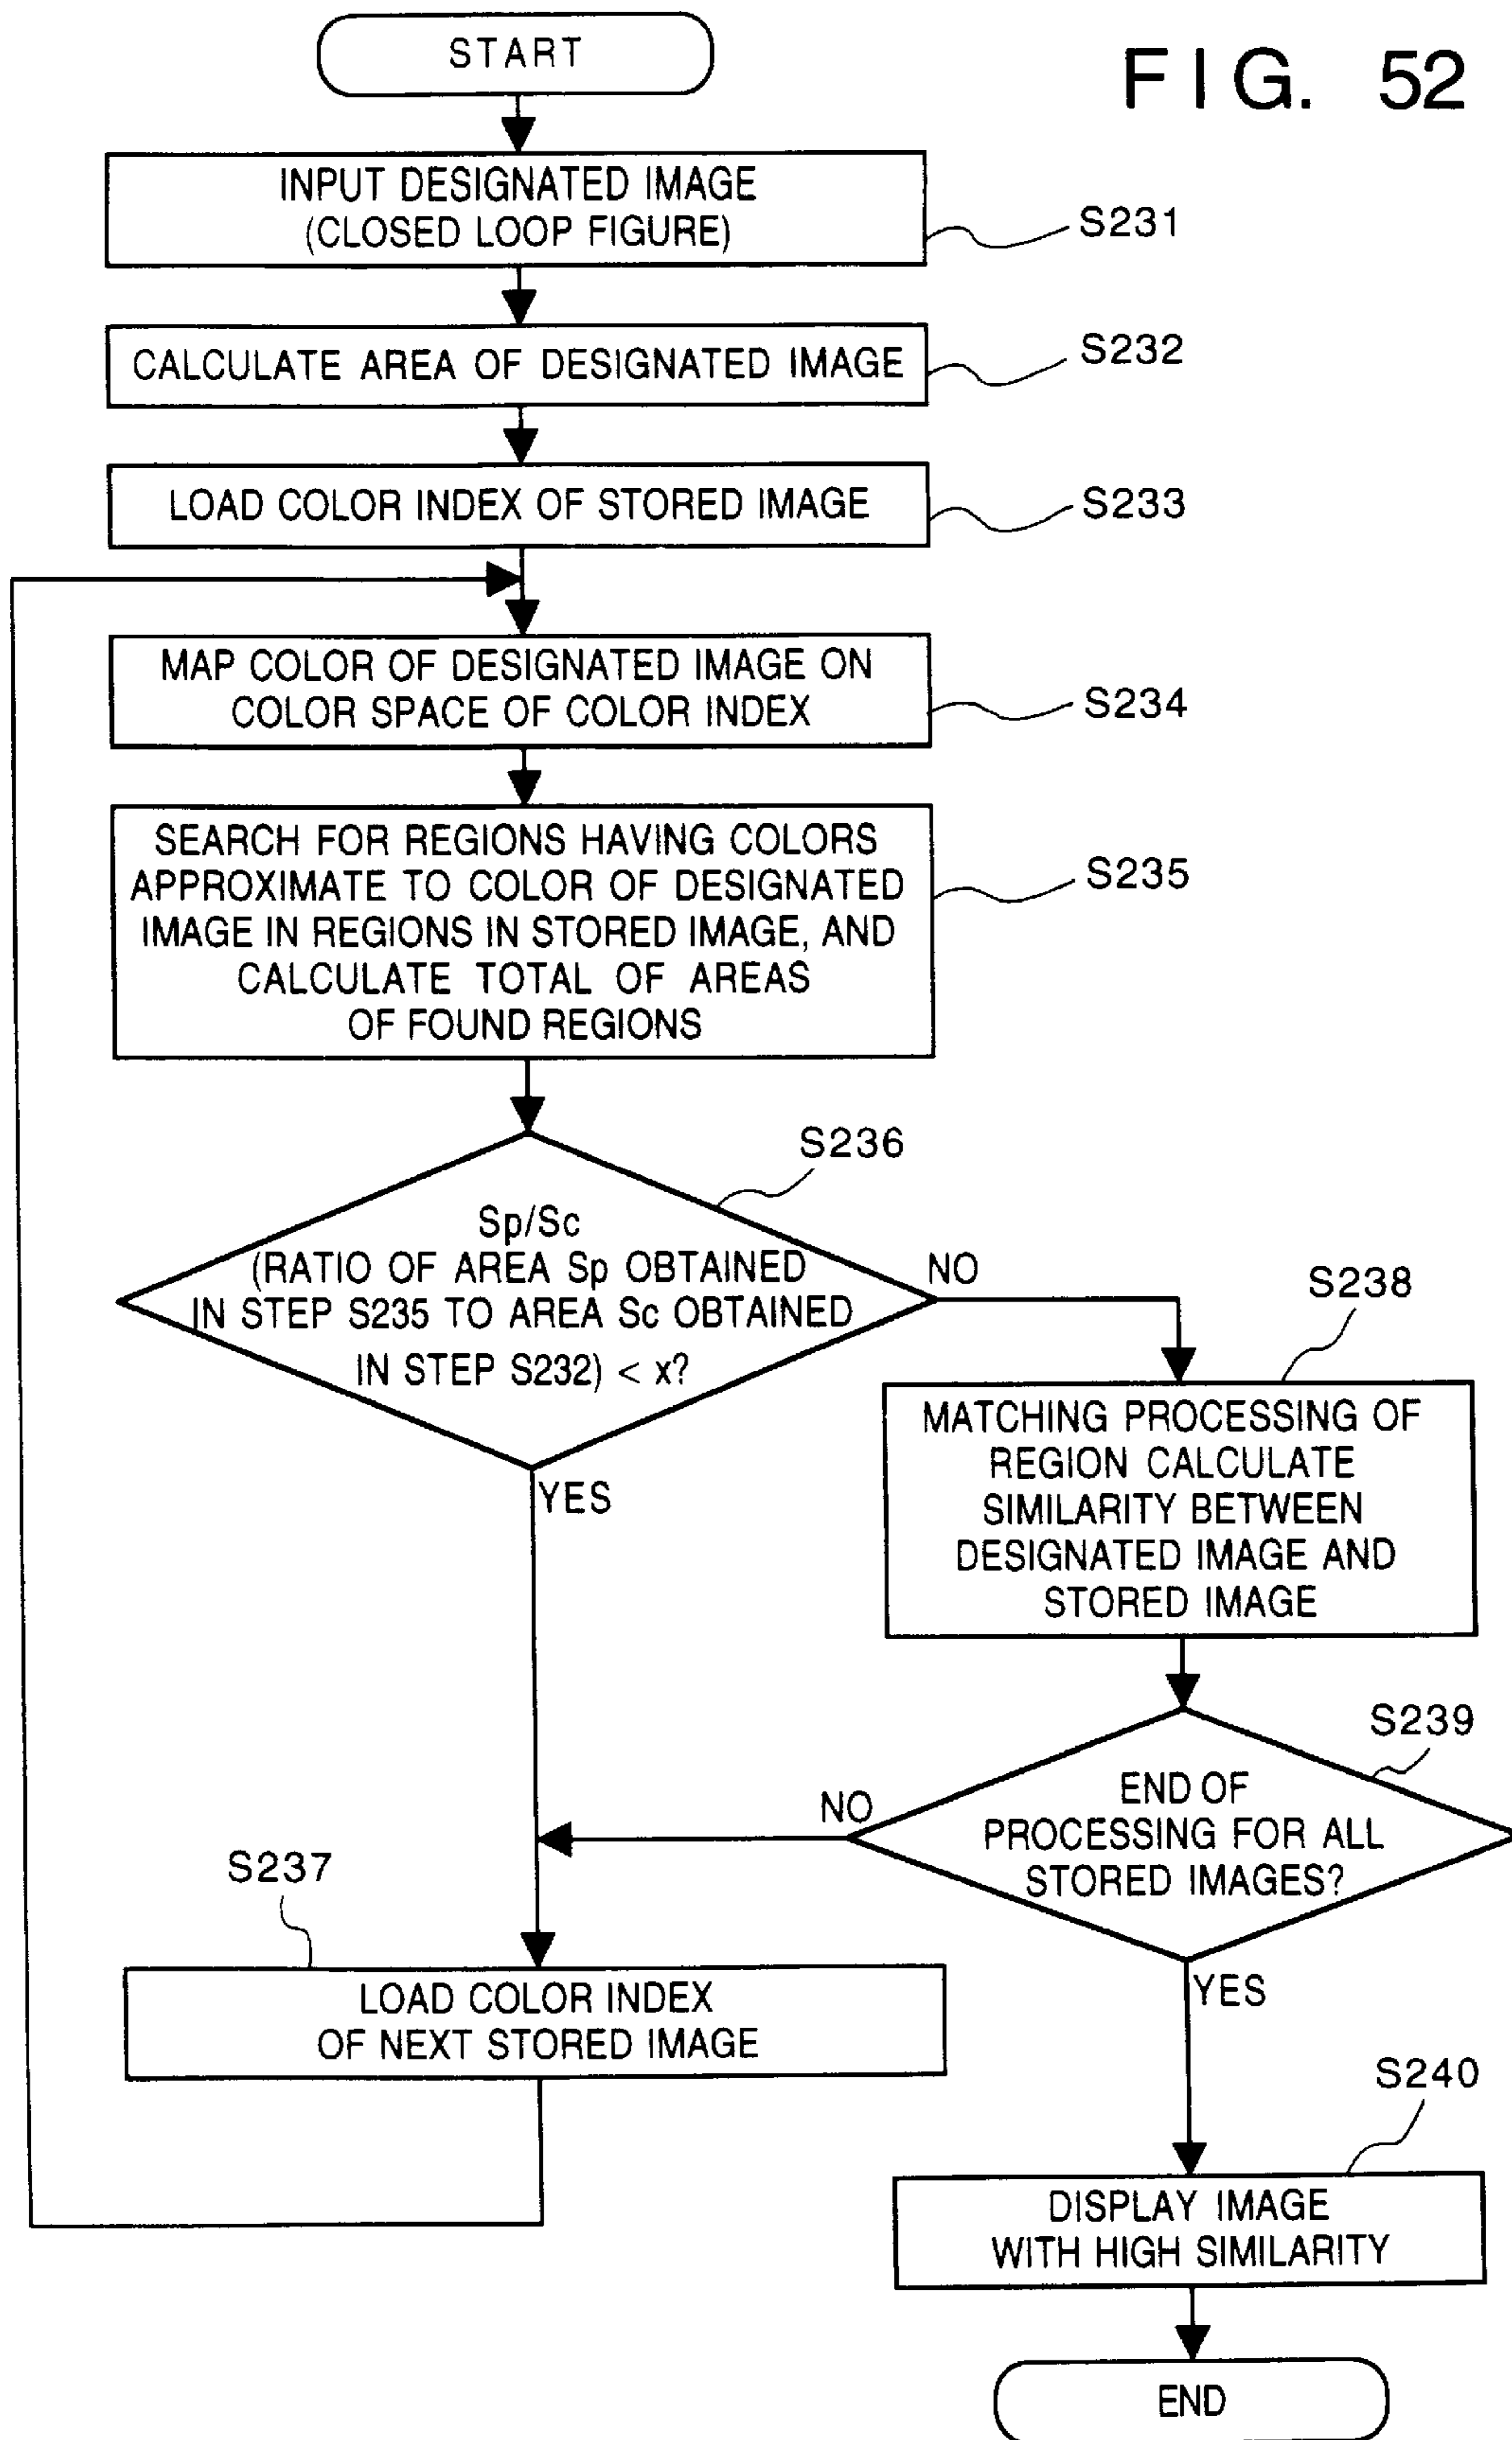 START
FIG. 52
INPUT DESIGNATED IMAGE
(CLOSED LOOP FIGURE)
S231
CALCULATE AREA OF DESIGNATED IMAGE
S232
LOAD COLOR INDEX OF STORED IMAGE
S233
MAP COLOR OF DESIGNATED IMAGE ON
COLOR SPACE OF COLOR INDEX
S234
SEARCH FOR REGIONS HAVING COLORS
APPROXIMATE TO COLOR OF DESIGNATED
IMAGE IN REGIONS IN STORED IMAGE, AND
CALCULATE TOTAL OF AREAS
OF FOUND REGIONS
S235
S236
Sp/Sc
(RATIO OF AREA Sp OBTAINED
IN STEP S235 TO AREA Sc OBTAINED
IN STEP S232) < x?
NO
YES
S238
MATCHING PROCESSING OF
REGION CALCULATE
SIMILARITY BETWEEN
DESIGNATED IMAGE AND
STORED IMAGE
S239
END OF
PROCESSING FOR ALL
STORED IMAGES?
NO
YES
S237
LOAD COLOR INDEX
OF NEXT STORED IMAGE
S240
DISPLAY IMAGE
WITH HIGH SIMILARITY
END